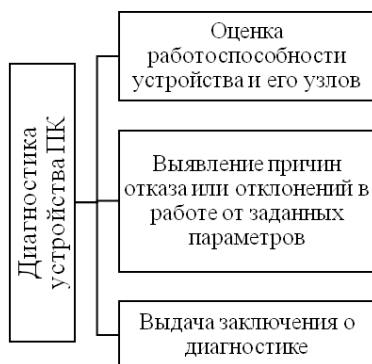 Диагностика
устройства ПК
Оценка
работоспособности
устройства и его узлов
Выявление причин
отказа или отклонений в
работе от заданных
параметров
Выдача заключения о
диагностике